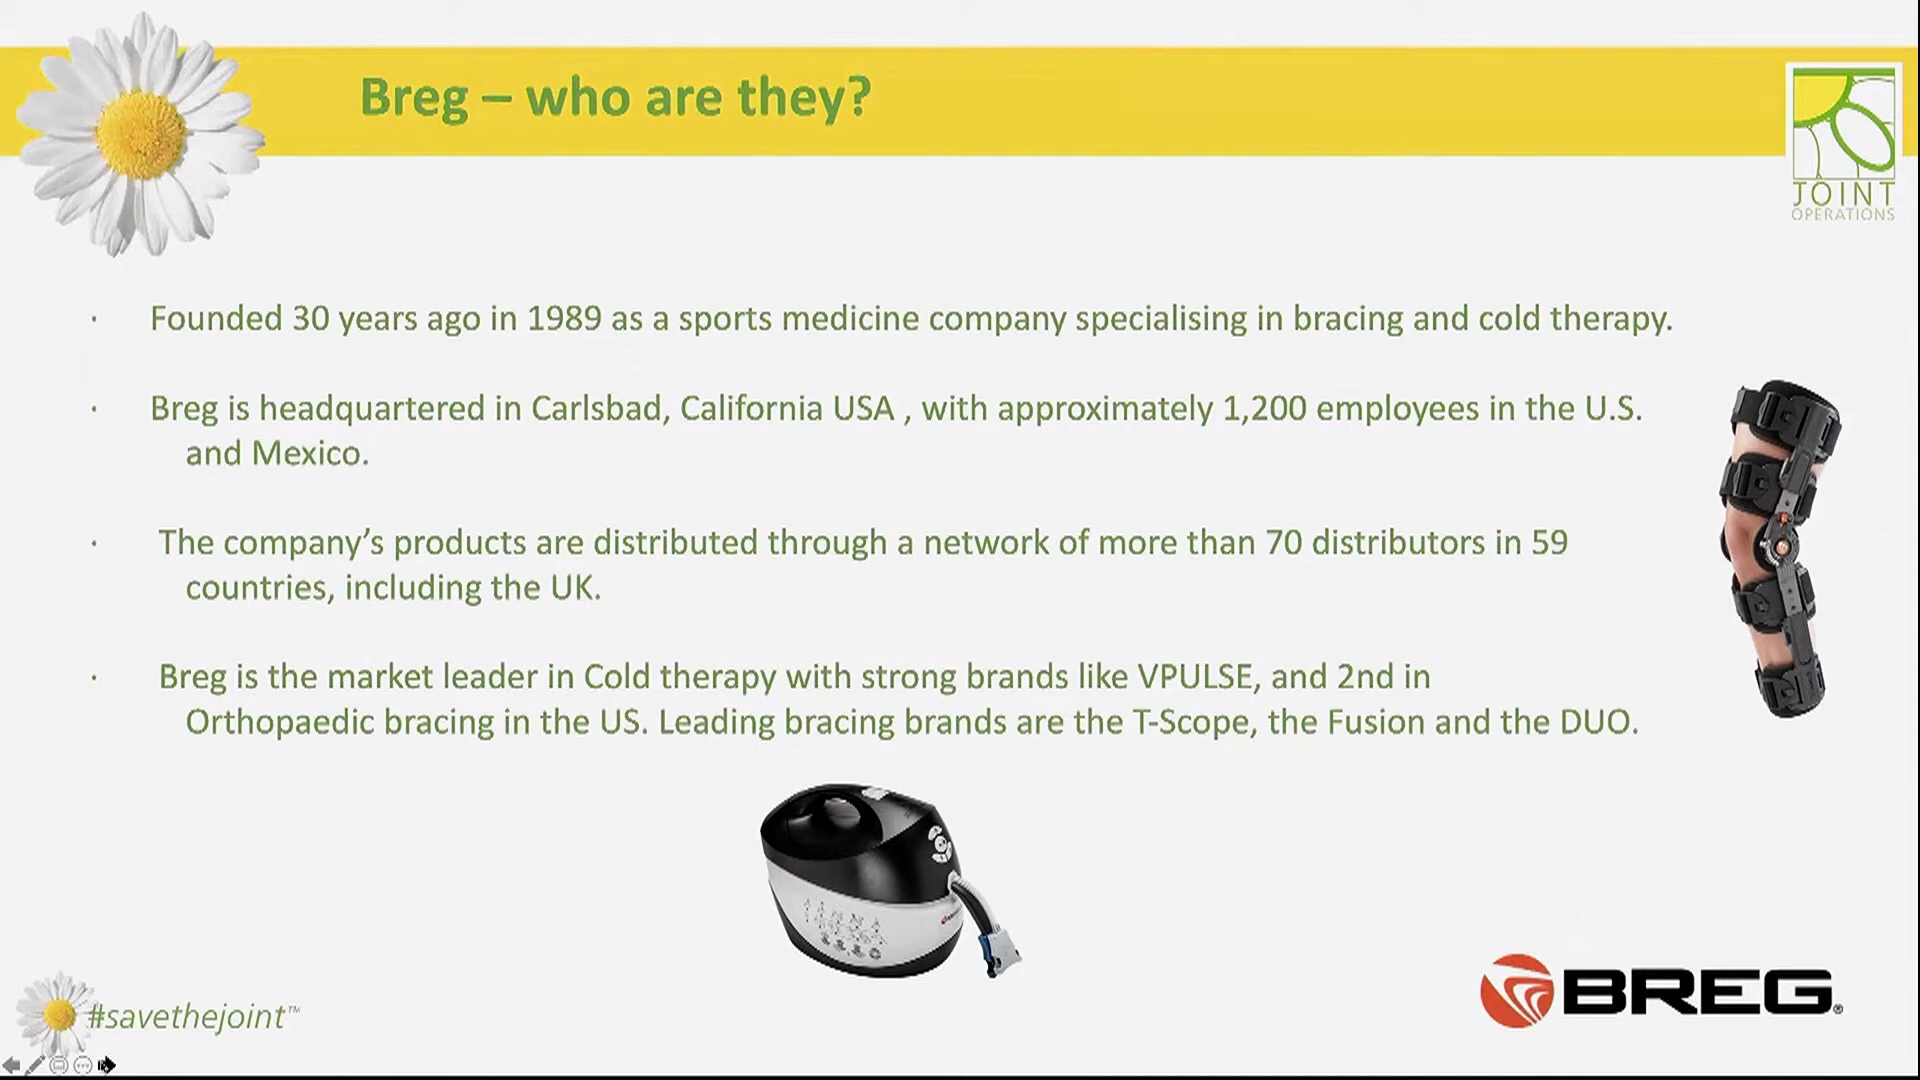 Breg – who are they?
JOINT
OPERATIONS
· Founded 30 years ago in 1989 as a sports medicine company specialising in bracing and cold therapy.
· Breg is headquartered in Carlsbad, California USA , with approximately 1,200 employees in the U.S.
and Mexico.
· The company’s products are distributed through a network of more than 70 distributors in 59
countries, including the UK.
· Breg is the market leader in Cold therapy with strong brands like VPULSE, and 2nd in
Orthopaedic bracing in the US. Leading bracing brands are the T-Scope, the Fusion and the DUO.
#savethejoint™
BREG®